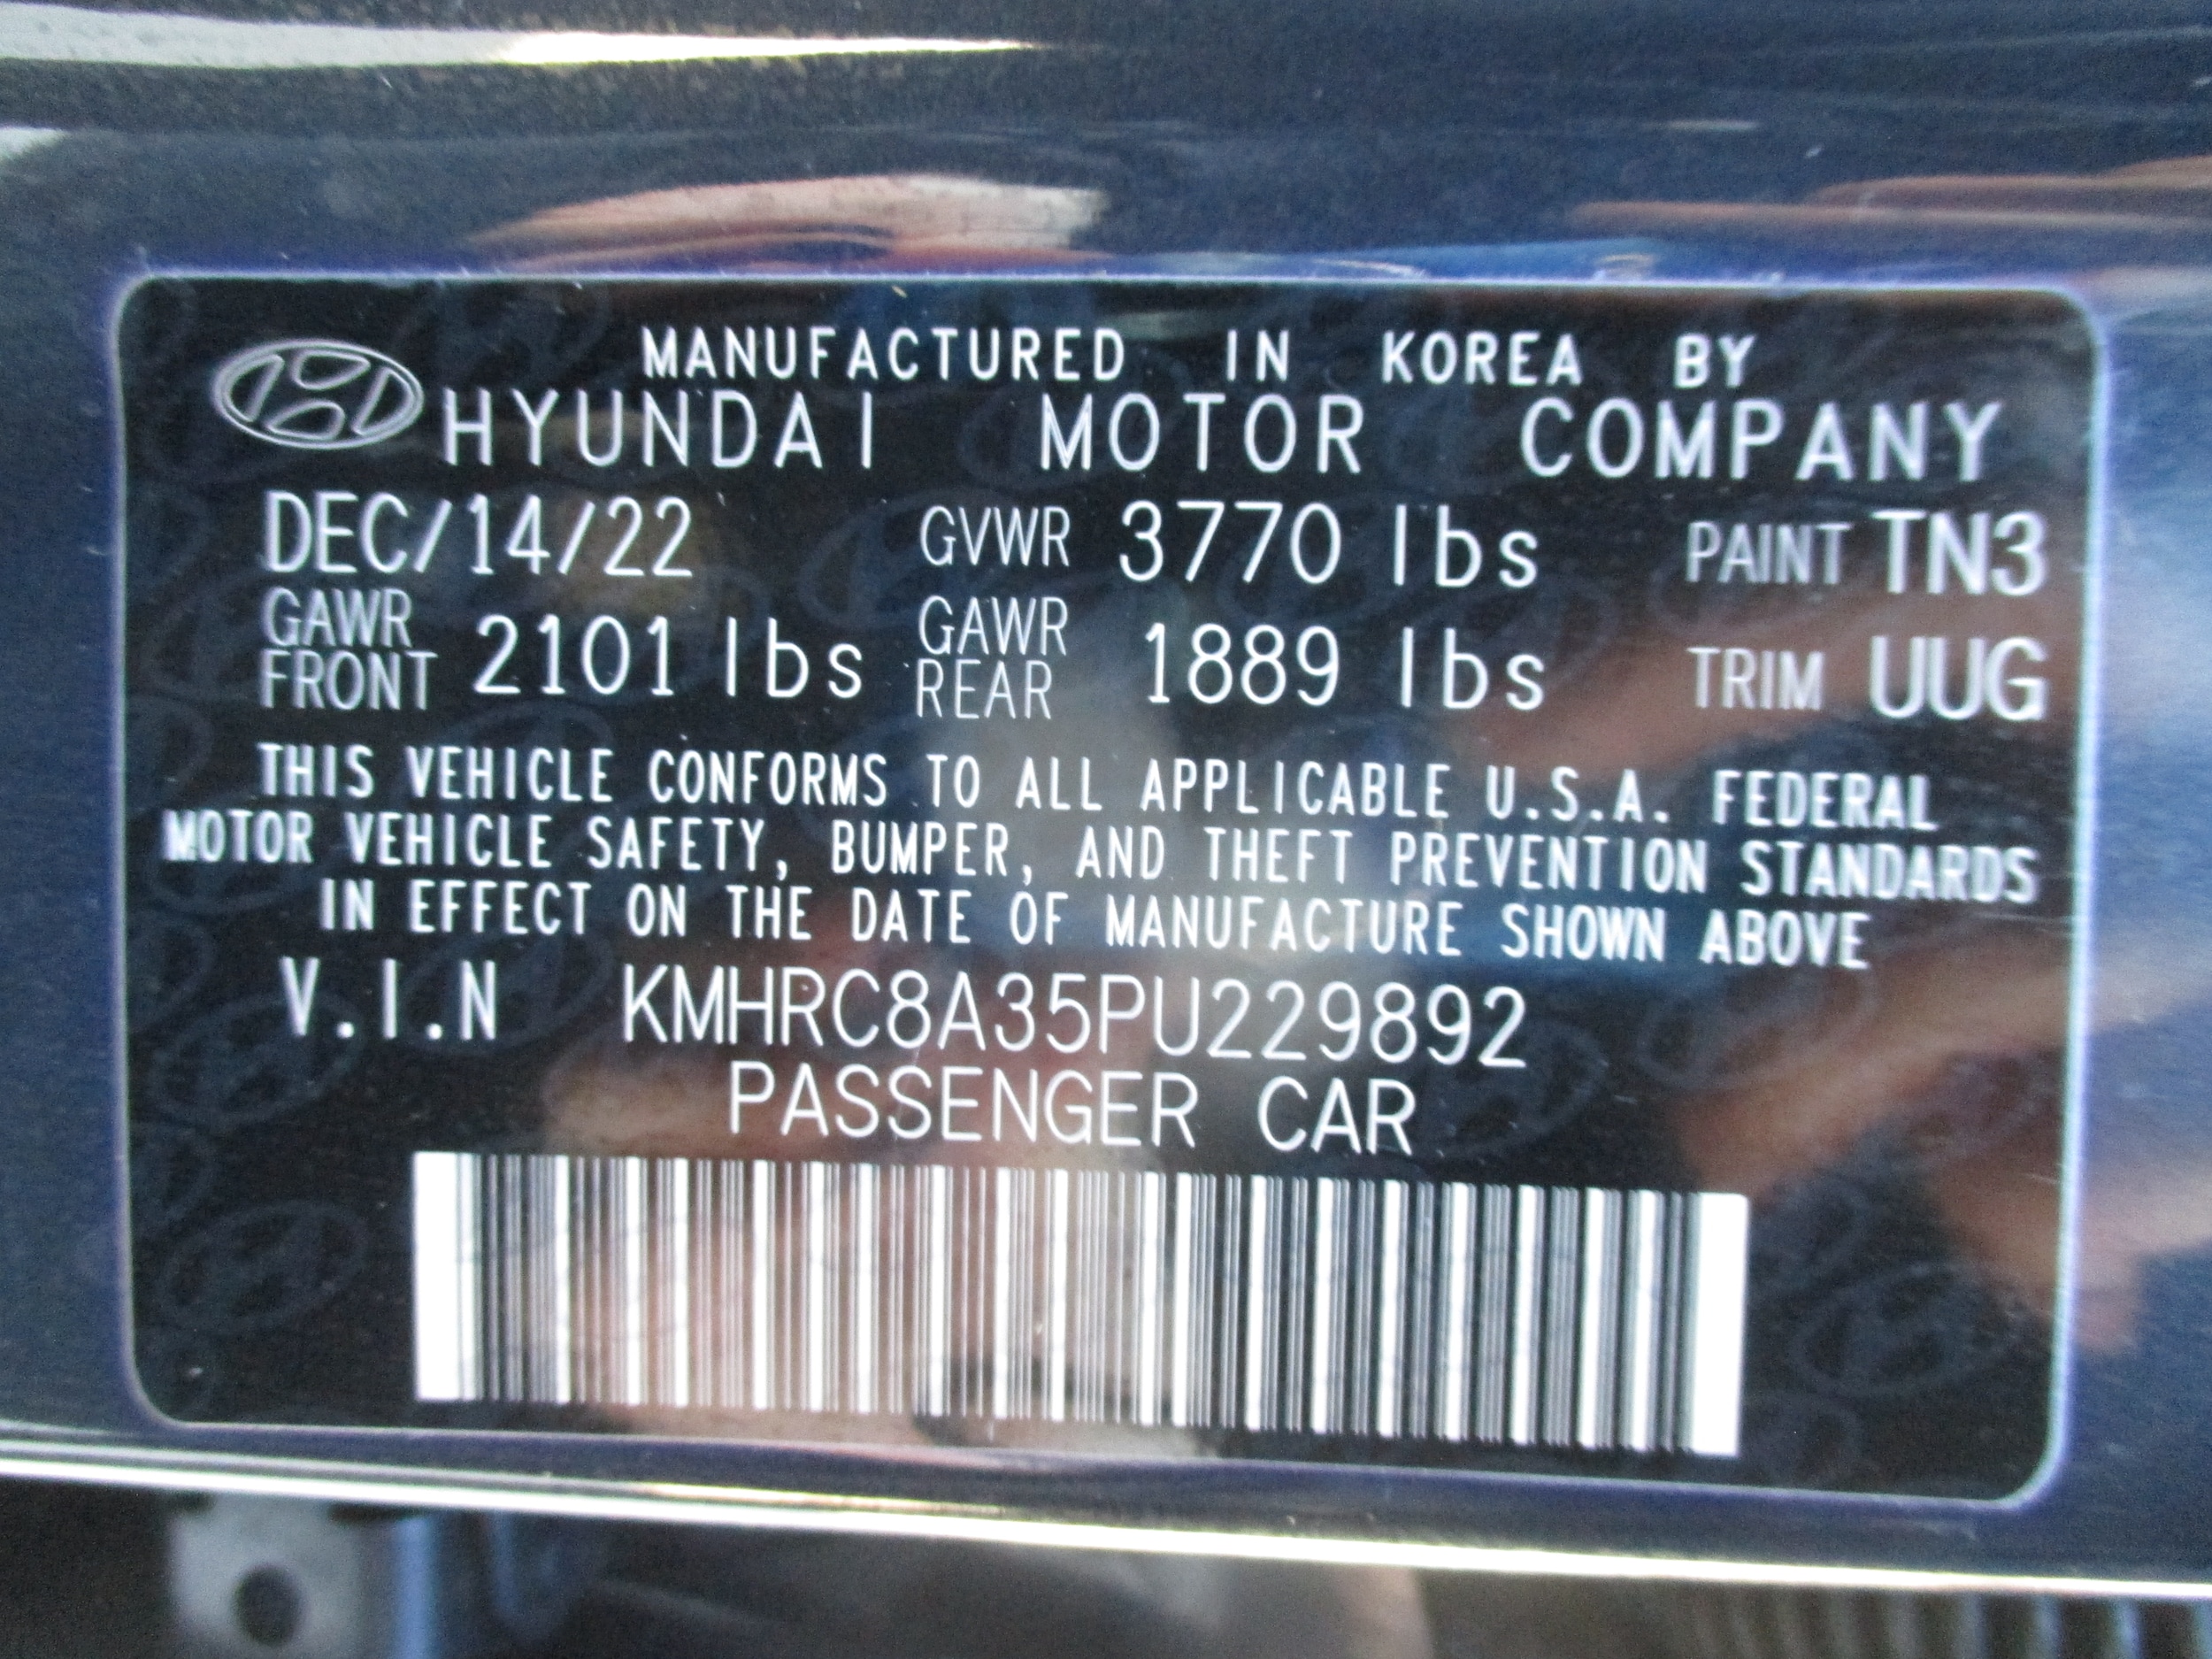 MANUFACTURED IN KOREA BY
HYUNDAI MOTOR COMPANY
DEC/14/22 GVWR 3770 lbs PAINT TN3
GAWR FRONT 2101 lbs GAWR REAR 1889 lbs TRIM UUG
THIS VEHICLE CONFORMS TO ALL APPLICABLE U.S.A. FEDERAL
MOTOR VEHICLE SAFETY, BUMPER, AND THEFT PREVENTION STANDARDS
IN EFFECT ON THE DATE OF MANUFACTURE SHOWN ABOVE
V.I.N KMHRC8A35PU229892
PASSENGER CAR